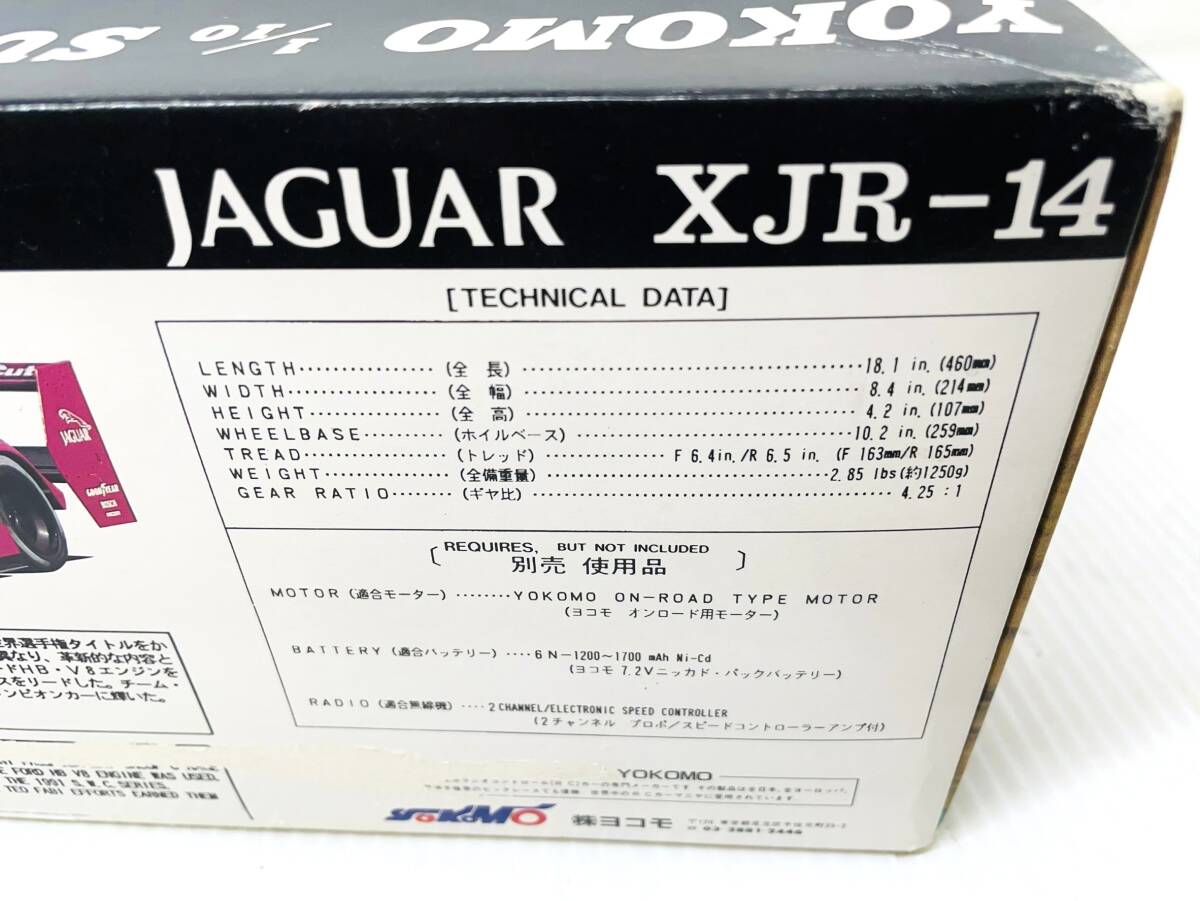 YOKOMO 1/10 SU
JAGUAR XJR-14
[TECHNICAL DATA]
LENGTH················(全 長)··········································18.1 in. (460mm)
WIDTH················(全 幅)··········································8.4 in. (214mm)
HEIGHT················(全 高)··········································4.2 in. (107mm)
WHEELBASE··········(ホイルベース)··································10.2 in. (259mm)
TREAD················(トレッド)···············F 6.4in./R 6.5 in. (F 163mm/R 165mm)
WEIGHT················(全備重量)····································2.85 lbs(約1250g)
GEAR RATIO········(ギヤ比)··········································4.25 : 1
[REQUIRES, BUT NOT INCLUDED
別売 使用品]
MOTOR (適合モーター)········YOKOMO ON-ROAD TYPE MOTOR
(ヨコモ オンロード用モーター)
BATTERY (適合バッテリー)····6N-1200~1700 mAh Ni-Cd
(ヨコモ 7.2Vニッカド・パックバッテリー)
RADIO (適合無線機)····2 CHANNEL/ELECTRONIC SPEED CONTROLLER
(2チャンネル プロポ/スピードコントローラーアンプ付)
Cut
JAGUAR
GOODYEAR
BOSCH
界選手権タイトルをか
異なり、革新的な内容と
ードHB・V8エンジンを
スをリードした。チーム・
ンピオンカーに輝いた。
E FORD HB V8 ENGINE WAS USED.
THE 1991 S.W.C. SERIES.
TED FABI EFFORTS EARNED THEM
YOKOMO
YOKOMO 株式ヨコモ